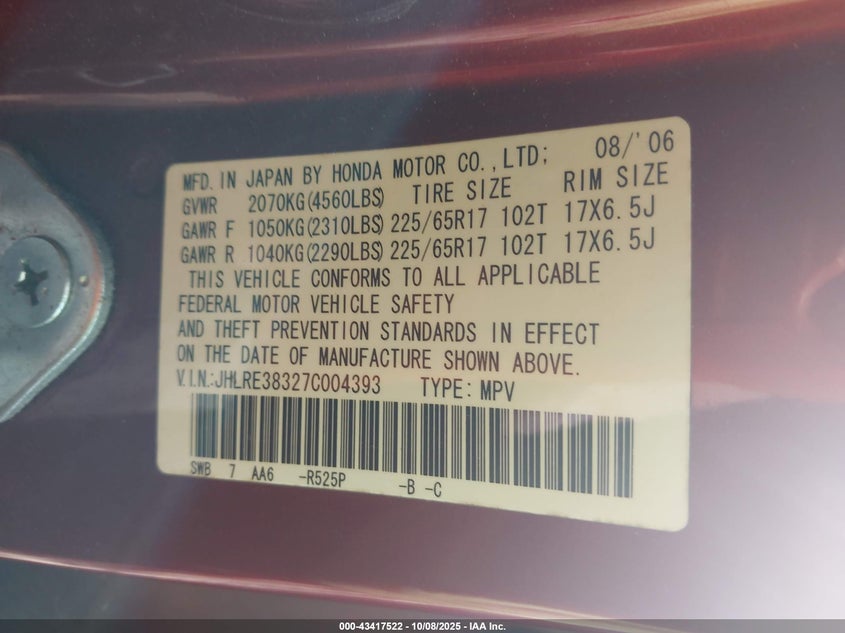 MFD. IN JAPAN BY HONDA MOTOR CO., LTD; 08/'06
GVWR 2070KG(4560LBS) TIRE SIZE RIM SIZE
GAWR F 1050KG(2310LBS) 225/65R17 102T 17X6.5J
GAWR R 1040KG(2290LBS) 225/65R17 102T 17X6.5J
THIS VEHICLE CONFORMS TO ALL APPLICABLE
FEDERAL MOTOR VEHICLE SAFETY
AND THEFT PREVENTION STANDARDS IN EFFECT
ON THE DATE OF MANUFACTURE SHOWN ABOVE.
V.I.N.:JHLRE38327C004393 TYPE: MPV
SWB 7 AA6 -R525P -B -C
000-43417522 - 10/08/2025 - IAA Inc.